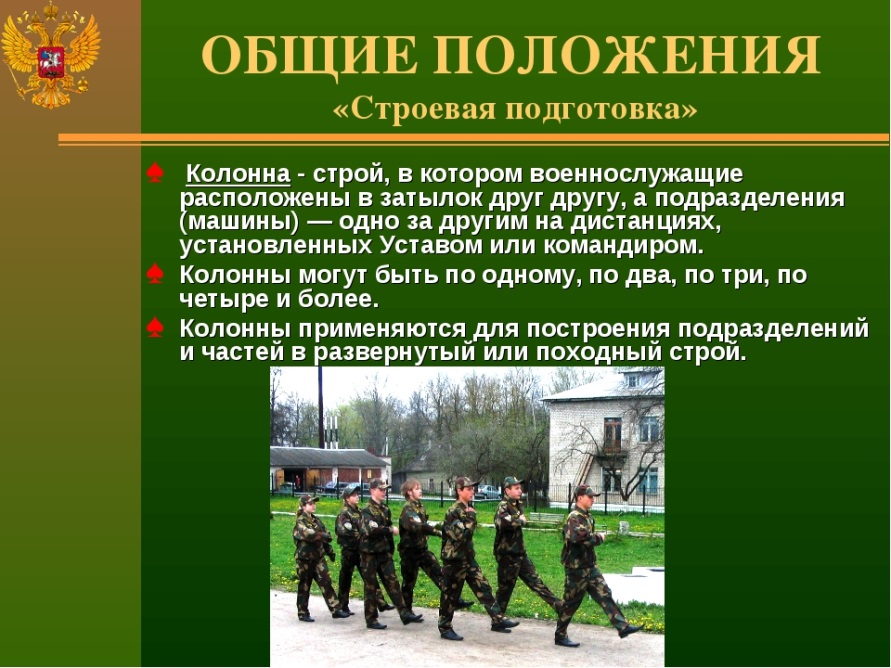 ОБЩИЕ ПОЛОЖЕНИЯ
«Строевая подготовка»
♠ Колонна - строй, в котором военнослужащие
расположены в затылок друг другу, а подразделения
(машины) — одно за другим на дистанциях,
установленных Уставом или командиром.
♠ Колонны могут быть по одному, по два, по три, по
четыре и более.
♠ Колонны применяются для построения подразделений
и частей в развернутый или походный строй.